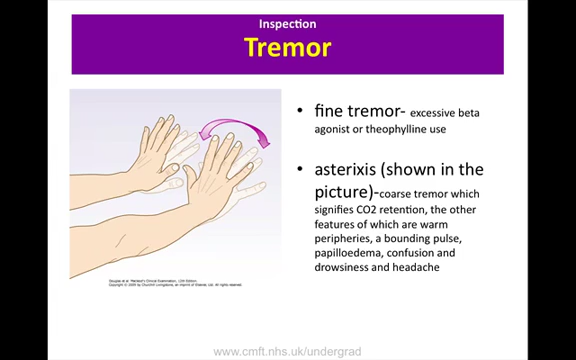 Inspection
Tremor
• fine tremor- excessive beta
agonist or theophylline use
• asterixis (shown in the
picture)-coarse tremor which
signifies CO2 retention, the other
features of which are warm
peripheries, a bounding pulse,
papilloedema, confusion and
drowsiness and headache
Douglas et al: Macleod's Clinical Examination, 12th Edition.
Copyright © 2009 by Churchill Livingstone, an imprint of Elsevier, Ltd. All rights reserved.
www.cmft.nhs.uk/undergrad